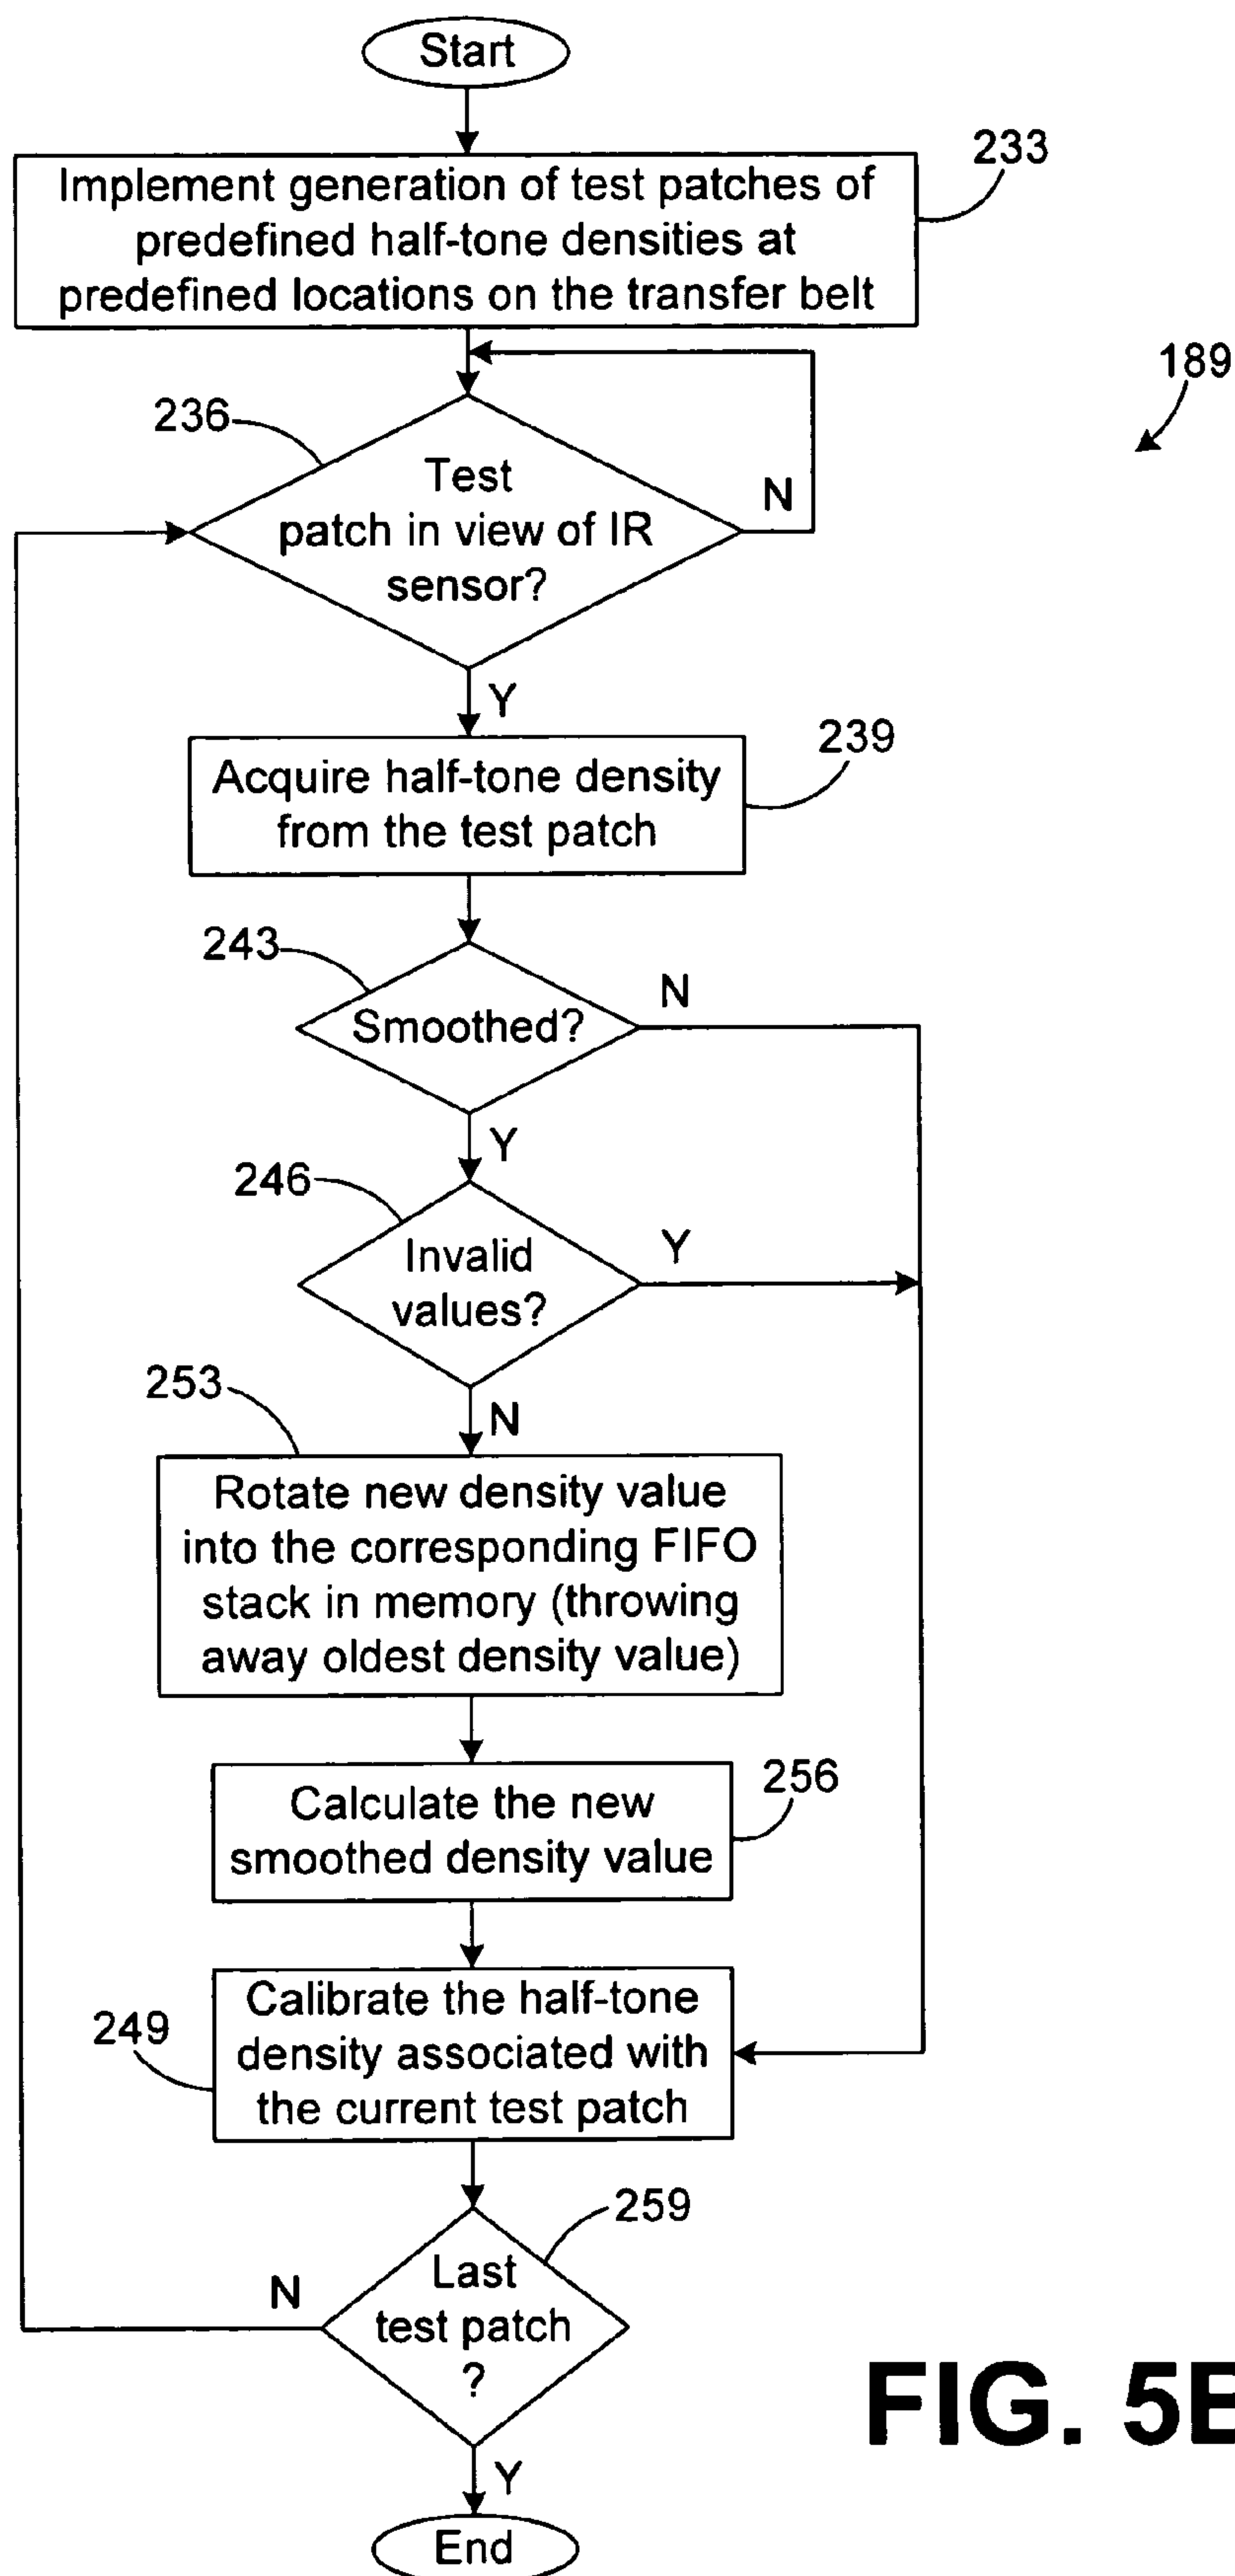 Start
233
Implement generation of test patches of
predefined half-tone densities at
predefined locations on the transfer belt
189
236
Test
patch in view of IR
sensor?
N
Y
239
Acquire half-tone density
from the test patch
243
Smoothed?
N
Y
246
Invalid
values?
Y
N
253
Rotate new density value
into the corresponding FIFO
stack in memory (throwing
away oldest density value)
256
Calculate the new
smoothed density value
249
Calibrate the half-tone
density associated with
the current test patch
259
Last
test patch
?
N
Y
End
FIG. 5B